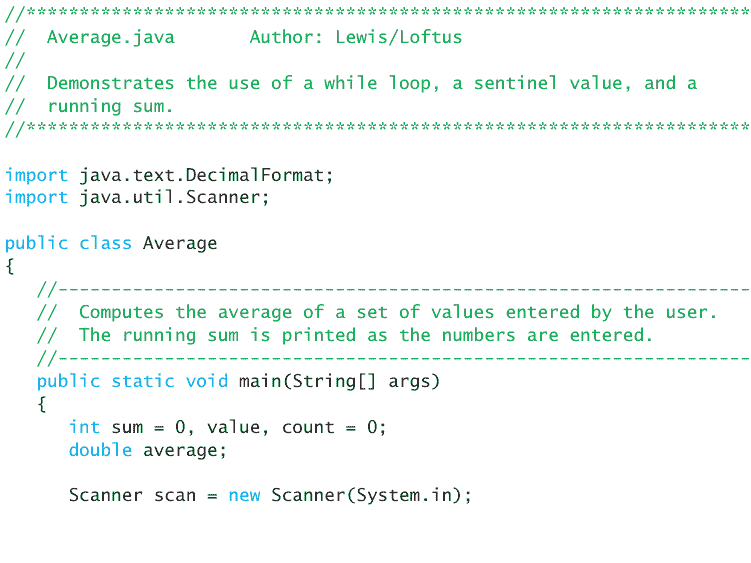 //********************************************************************
//  Average.java       Author: Lewis/Loftus
//
//  Demonstrates the use of a while loop, a sentinel value, and a
//  running sum.
//********************************************************************
import java.text.DecimalFormat;
import java.util.Scanner;
public class Average
{
   //-----------------------------------------------------------------
   //  Computes the average of a set of values entered by the user.
   //  The running sum is printed as the numbers are entered.
   //-----------------------------------------------------------------
   public static void main(String[] args)
   {
      int sum = 0, value, count = 0;
      double average;
      Scanner scan = new Scanner(System.in);